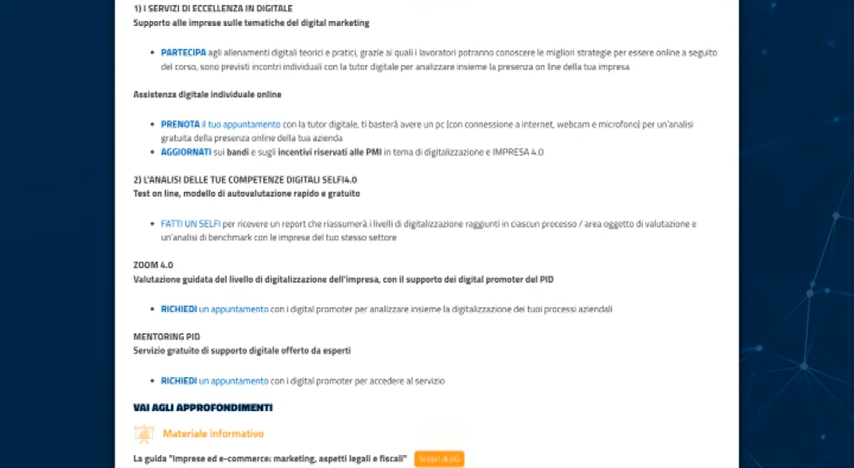 1) I SERVIZI DI ECCELLENZA IN DIGITALE
Supporto alle imprese sulle tematiche del digital marketing
PARTECIPA agli allenamenti digitali teorici e pratici, grazie ai quali i lavoratori potranno conoscere le migliori strategie per essere online a seguito
del corso, sono previsti incontri individuali con la tutor digitale per analizzare insieme la presenza on line della tua impresa
Assistenza digitale individuale online
PRENOTA il tuo appuntamento con la tutor digitale, ti basterà avere un pc (con connessione a internet, webcam e microfono) per un'analisi
gratuita della presenza online della tua azienda
AGGIORNATI sui bandi e sugli incentivi riservati alle PMI in tema di digitalizzazione e IMPRESA 4.0
2) L'ANALISI DELLE TUE COMPETENZE DIGITALI SELFI4.0
Test on line, modello di autovalutazione rapido e gratuito
FATTI UN SELFI per ricevere un report che riassumerà i livelli di digitalizzazione raggiunti in ciascun processo / area oggetto di valutazione e
un'analisi di benchmark con le imprese del tuo stesso settore
ZOOM 4.0
Valutazione guidata del livello di digitalizzazione dell'impresa, con il supporto dei digital promoter del PID
RICHIEDI un appuntamento con i digital promoter per analizzare insieme la digitalizzazione dei tuoi processi aziendali
MENTORING PID
Servizio gratuito di supporto digitale offerto da esperti
RICHIEDI un appuntamento con i digital promoter per accedere al servizio
VAI AGLI APPROFONDIMENTI
Materiale informativo
La guida "Imprese ed e-commerce: marketing, aspetti legali e fiscali" Scopri di più